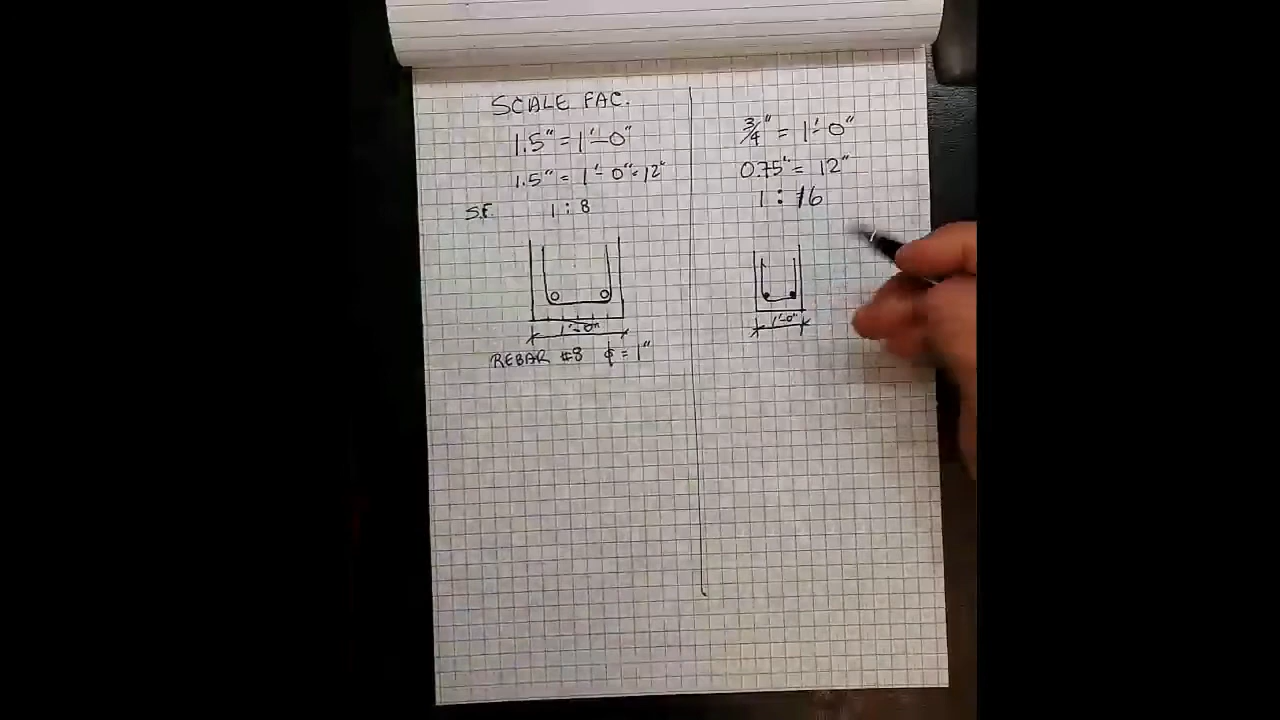 SCALE FAC.
1.5" = 1'-0"
1.5" = 1'-0" = 12"
S.F. 1 : 8
1'-0"
REBAR #8 ϕ = 1"
3/4" = 1'-0"
0.75" = 12"
1 : 16
1'-0"